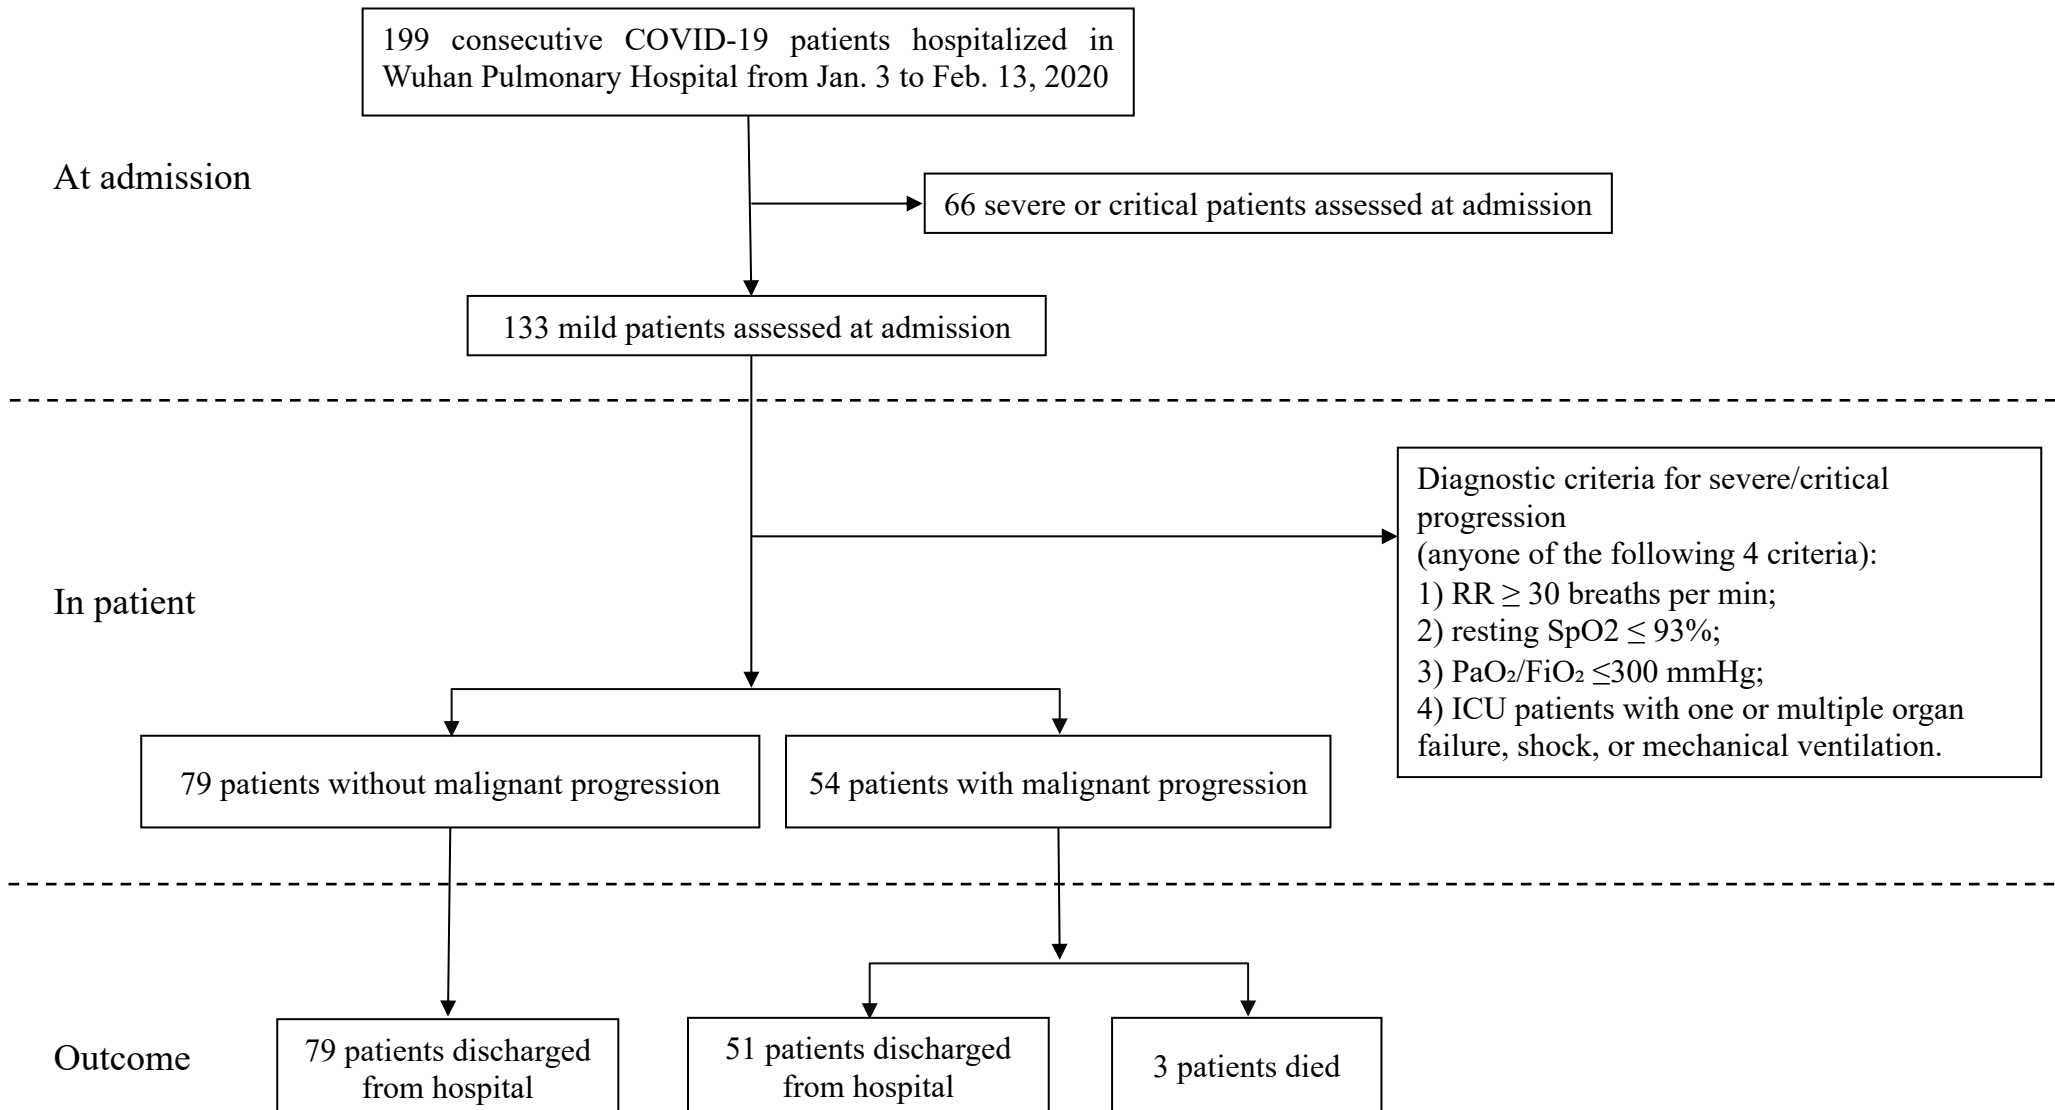 199 consecutive COVID-19 patients hospitalized in
Wuhan Pulmonary Hospital from Jan. 3 to Feb. 13, 2020
At admission
66 severe or critical patients assessed at admission
133 mild patients assessed at admission
Diagnostic criteria for severe/critical
progression
(anyone of the following 4 criteria):
1) RR ≥ 30 breaths per min;
2) resting SpO2 ≤ 93%;
3) PaO₂/FiO₂ ≤300 mmHg;
4) ICU patients with one or multiple organ
failure, shock, or mechanical ventilation.
In patient
79 patients without malignant progression
54 patients with malignant progression
Outcome
79 patients discharged
from hospital
51 patients discharged
from hospital
3 patients died